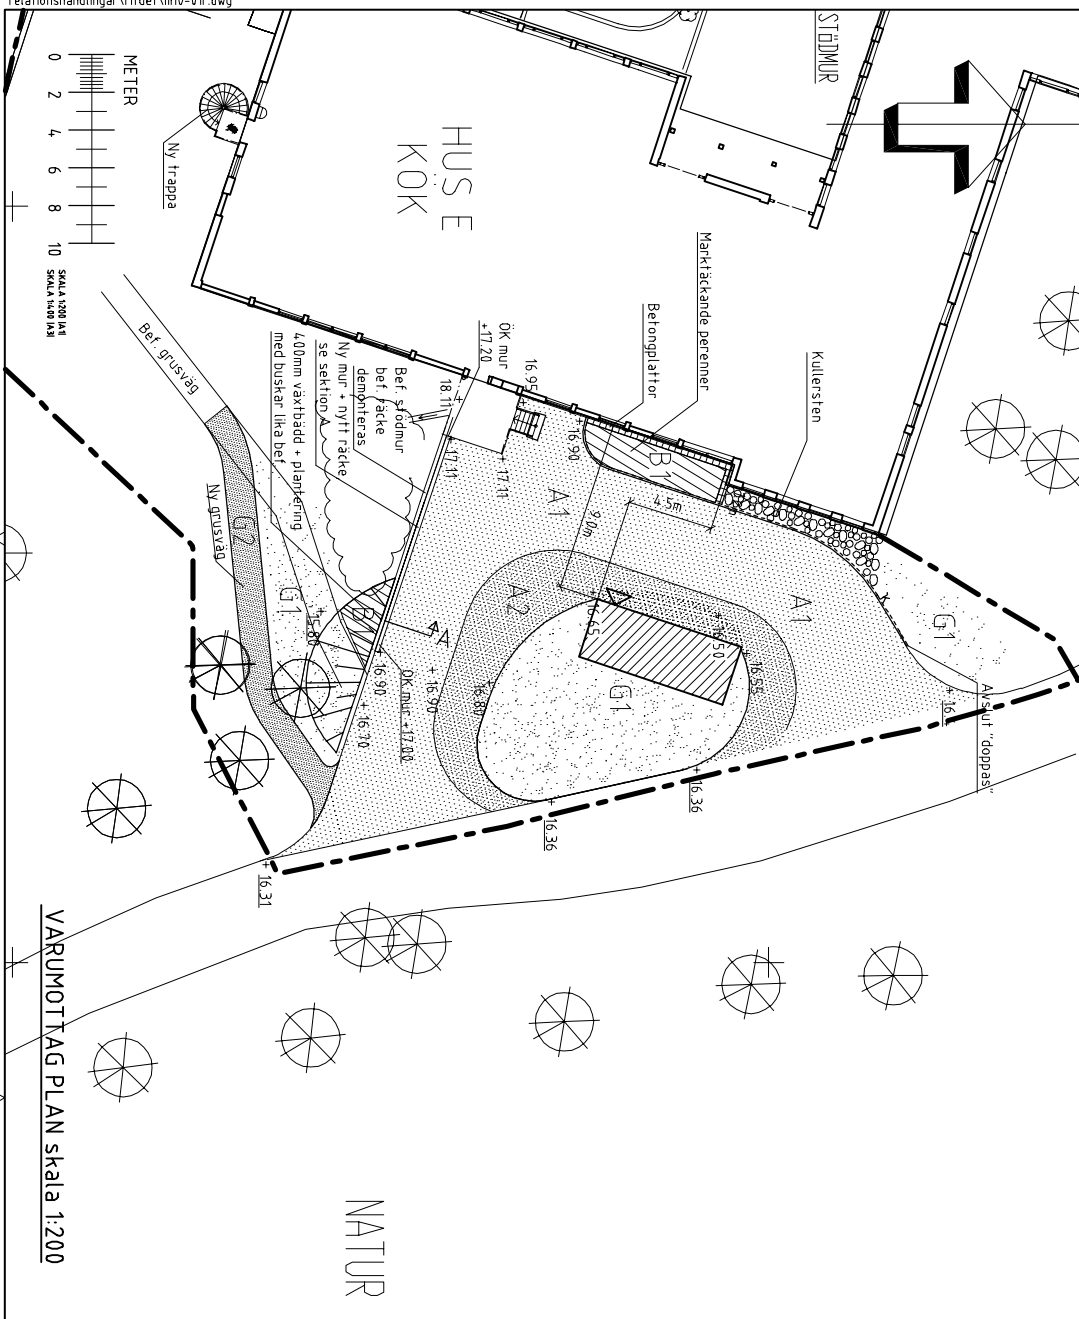 STÖDMUR
METER
0 2 4 6 8 10
SKALA 1:200 (A1)
SKALA 1:400 (A3)
Ny trappa
HUS E
KÖK
Marktäckande perenner
Betongplattor
Kullersten
ÖK mur
+17.20
16.95
16.90
18.11
17.11
17.11
Bef. stödmur
bef. räcke
demonteras
Ny mur + nytt räcke
se sektion A
400mm växtbädd + plantering
med buskar lika bef
Bef. grusväg
Ny grusväg
G2
G1
15.80
B1
A
16.90
ÖK mur +17.00
16.70
16.90
16.80
A1
A2
B1
4.5m
9.0m
16.65
16.50
16.55
G1
A1
G1
Avslut "doppas"
16.36
16.36
16.31
VARUMOTTAG PLAN skala 1:200
NATUR